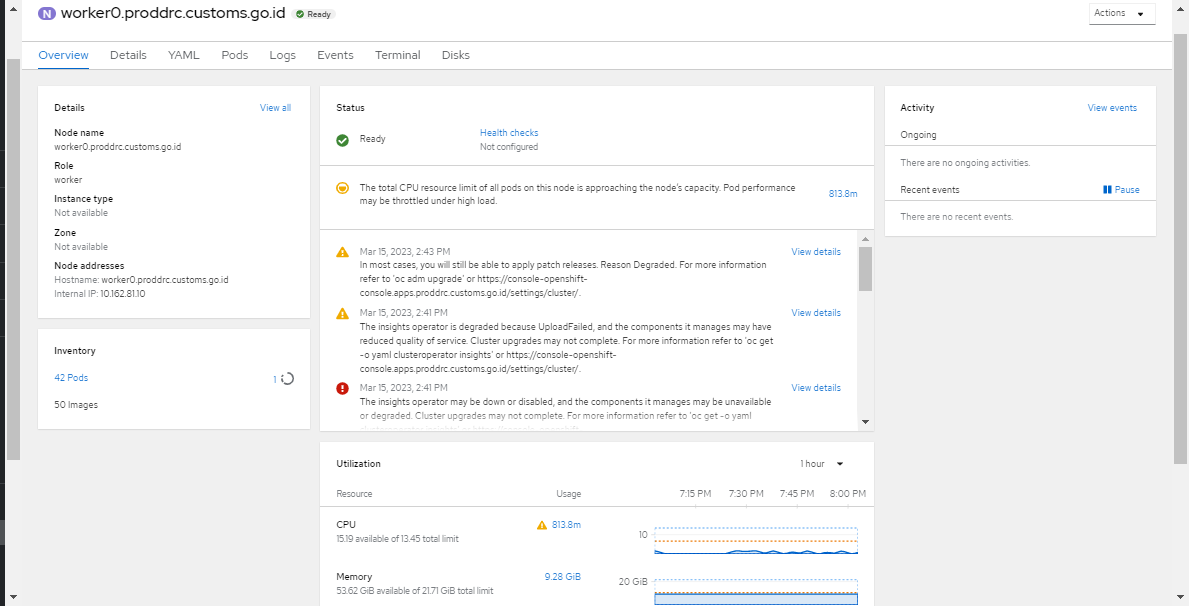 N worker0.proddrc.customs.go.id Ready
Actions
Overview Details YAML Pods Logs Events Terminal Disks
Details View all
Node name
worker0.proddrc.customs.go.id
Role
worker
Instance type
Not available
Zone
Not available
Node addresses
Hostname: worker0.proddrc.customs.go.id
Internal IP: 10.162.81.10
Inventory
42 Pods 1
50 Images
Status
Ready
Health checks
Not configured
The total CPU resource limit of all pods on this node is approaching the node's capacity. Pod performance
may be throttled under high load.
813.8m
Mar 15, 2023, 2:43 PM View details
In most cases, you will still be able to apply patch releases. Reason Degraded. For more information
refer to 'oc adm upgrade' or https://console-openshift-
console.apps.proddrc.customs.go.id/settings/cluster/.
Mar 15, 2023, 2:41 PM View details
The insights operator is degraded because UploadFailed, and the components it manages may have
reduced quality of service. Cluster upgrades may not complete. For more information refer to 'oc get
-o yaml clusteroperator insights' or https://console-openshift-
console.apps.proddrc.customs.go.id/settings/cluster/.
Mar 15, 2023, 2:41 PM View details
The insights operator may be down or disabled, and the components it manages may be unavailable
or degraded. Cluster upgrades may not complete. For more information refer to 'oc get -o yaml
clusteroperator insights' or https://console-openshift-
Utilization 1 hour
Resource Usage 7:15 PM 7:30 PM 7:45 PM 8:00 PM
CPU 813.8m
15.19 available of 13.45 total limit
10
Memory 9.28 GiB
53.62 GiB available of 21.71 GiB total limit
20 GiB
Activity View events
Ongoing
There are no ongoing activities.
Recent events Pause
There are no recent events.